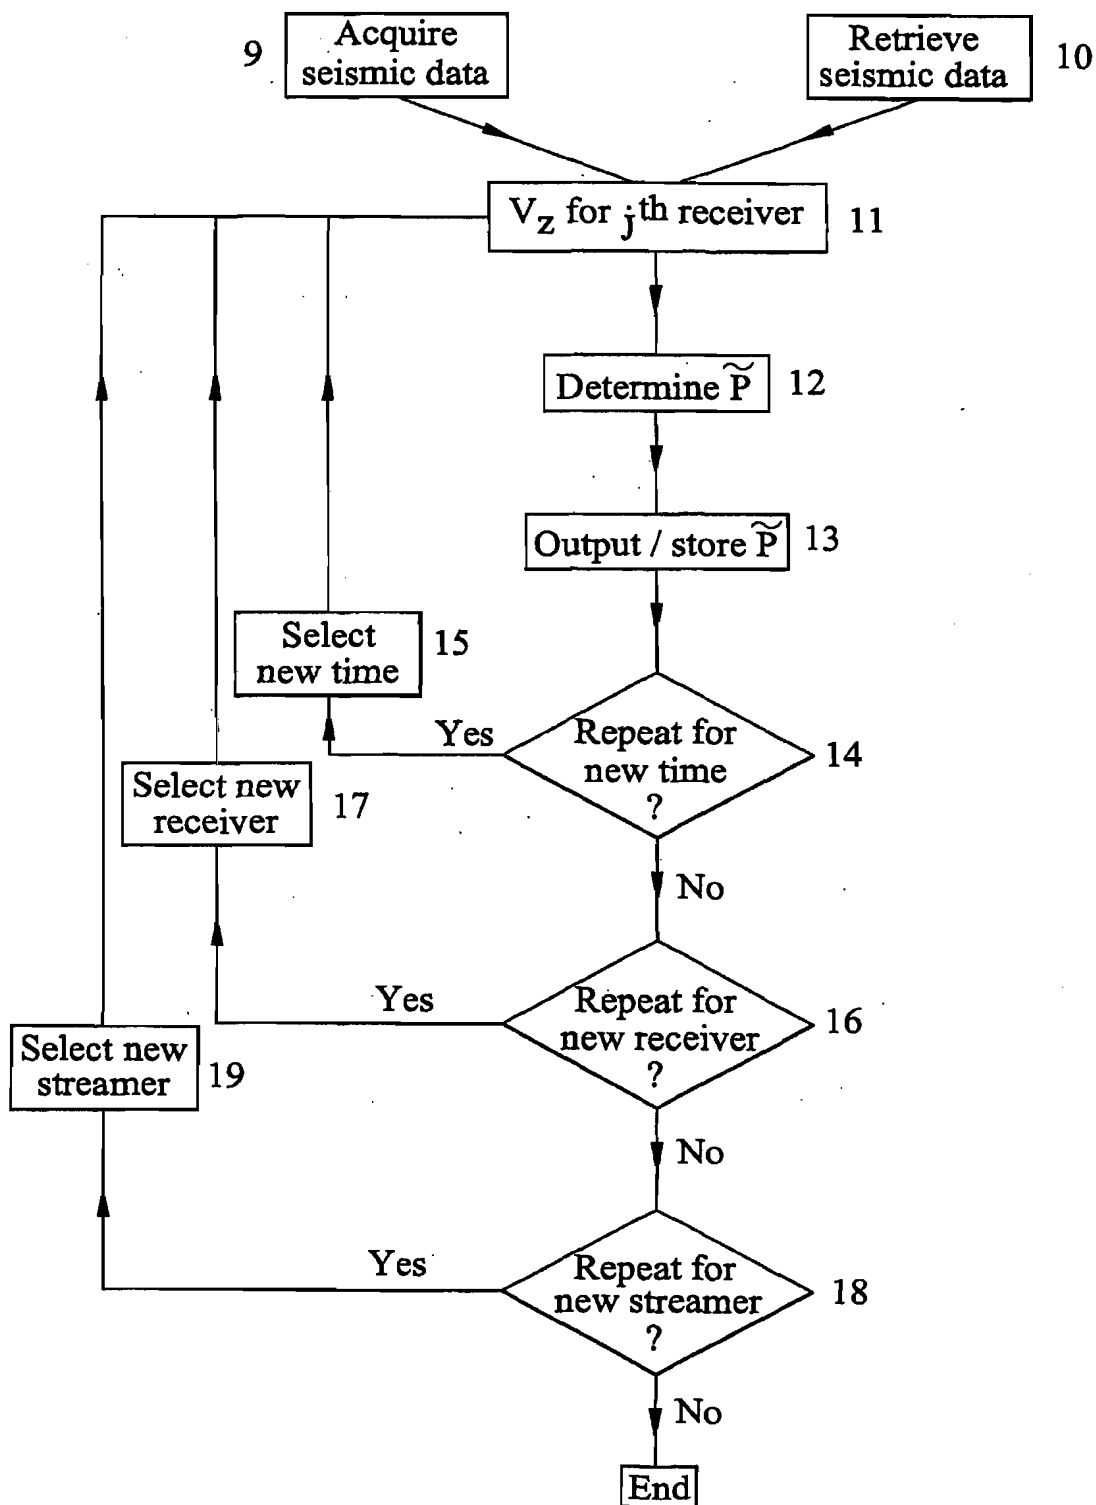 9
Acquire
seismic data
Retrieve
seismic data
10
V_z for j^th receiver
11
Determine P̃
12
Output / store P̃
13
Select
new time
15
Yes
Repeat for
new time
?
14
Select new
receiver
17
No
Yes
Repeat for
new receiver
?
16
Select new
streamer
19
No
Yes
Repeat for
new streamer
?
18
No
End